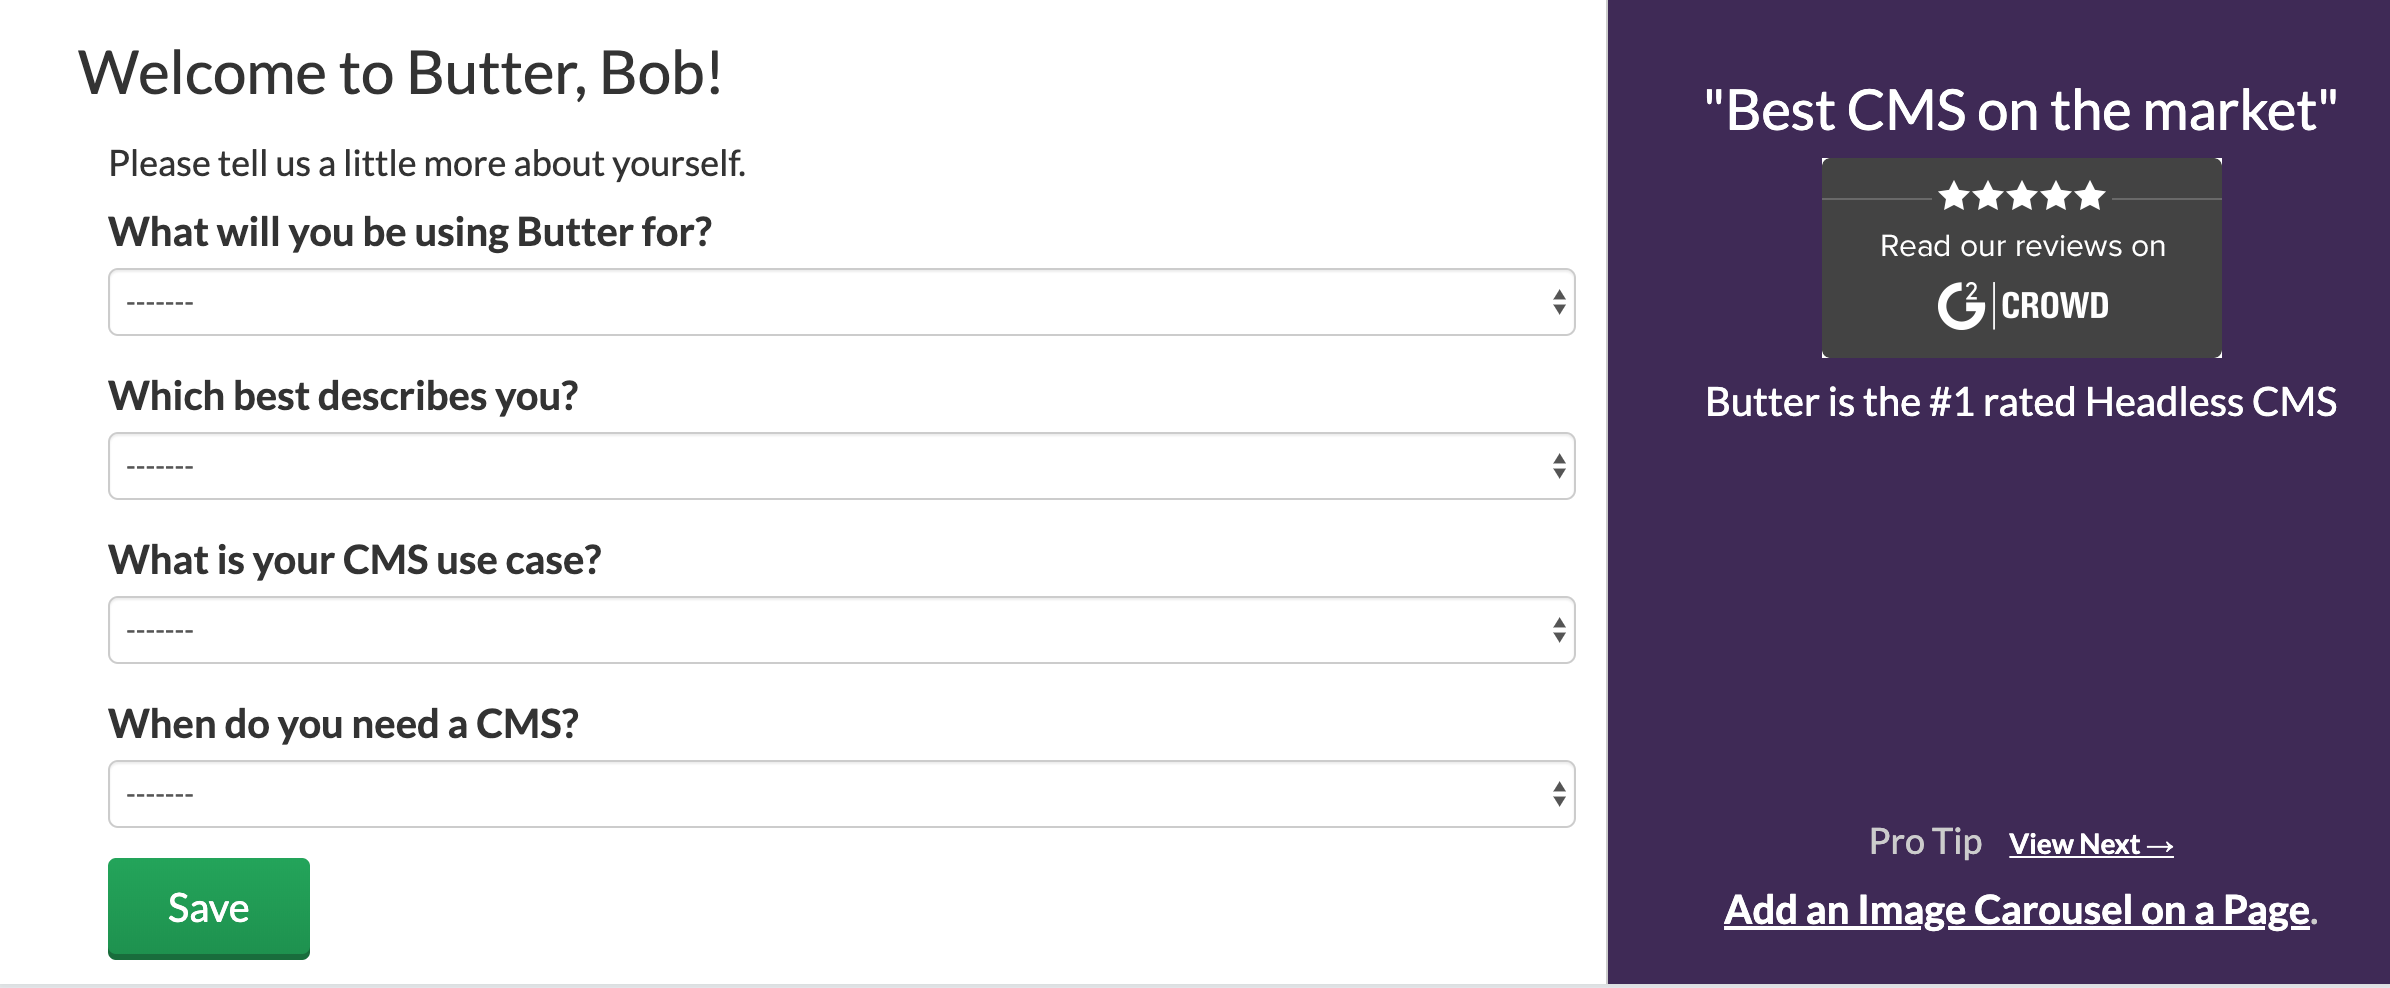 Welcome to Butter, Bob!
Please tell us a little more about yourself.
What will you be using Butter for?
-------
Which best describes you?
-------
What is your CMS use case?
-------
When do you need a CMS?
-------
Save
"Best CMS on the market"
Read our reviews on
G2 | CROWD
Butter is the #1 rated Headless CMS
Pro Tip View Next →
Add an Image Carousel on a Page.